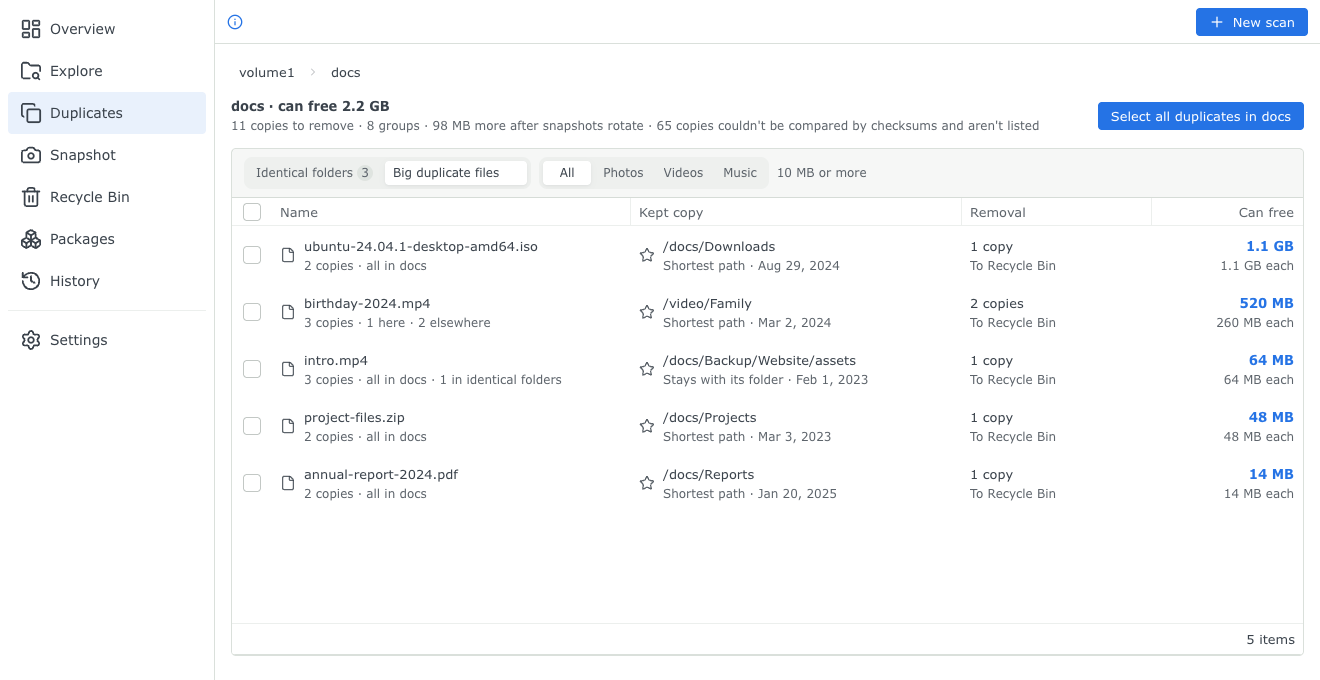 Overview
Explore
Duplicates
Snapshot
Recycle Bin
Packages
History
Settings
New scan
volume1 docs
docs · can free 2.2 GB
11 copies to remove · 8 groups · 98 MB more after snapshots rotate · 65 copies couldn't be compared by checksums and aren't listed
Select all duplicates in docs
Identical folders 3 Big duplicate files All Photos Videos Music 10 MB or more
Name Kept copy Removal Can free
ubuntu-24.04.1-desktop-amd64.iso /docs/Downloads 1 copy 1.1 GB
2 copies · all in docs Shortest path · Aug 29, 2024 To Recycle Bin 1.1 GB each
birthday-2024.mp4 /video/Family 2 copies 520 MB
3 copies · 1 here · 2 elsewhere Shortest path · Mar 2, 2024 To Recycle Bin 260 MB each
intro.mp4 /docs/Backup/Website/assets 1 copy 64 MB
3 copies · all in docs · 1 in identical folders Stays with its folder · Feb 1, 2023 To Recycle Bin 64 MB each
project-files.zip /docs/Projects 1 copy 48 MB
2 copies · all in docs Shortest path · Mar 3, 2023 To Recycle Bin 48 MB each
annual-report-2024.pdf /docs/Reports 1 copy 14 MB
2 copies · all in docs Shortest path · Jan 20, 2025 To Recycle Bin 14 MB each
5 items